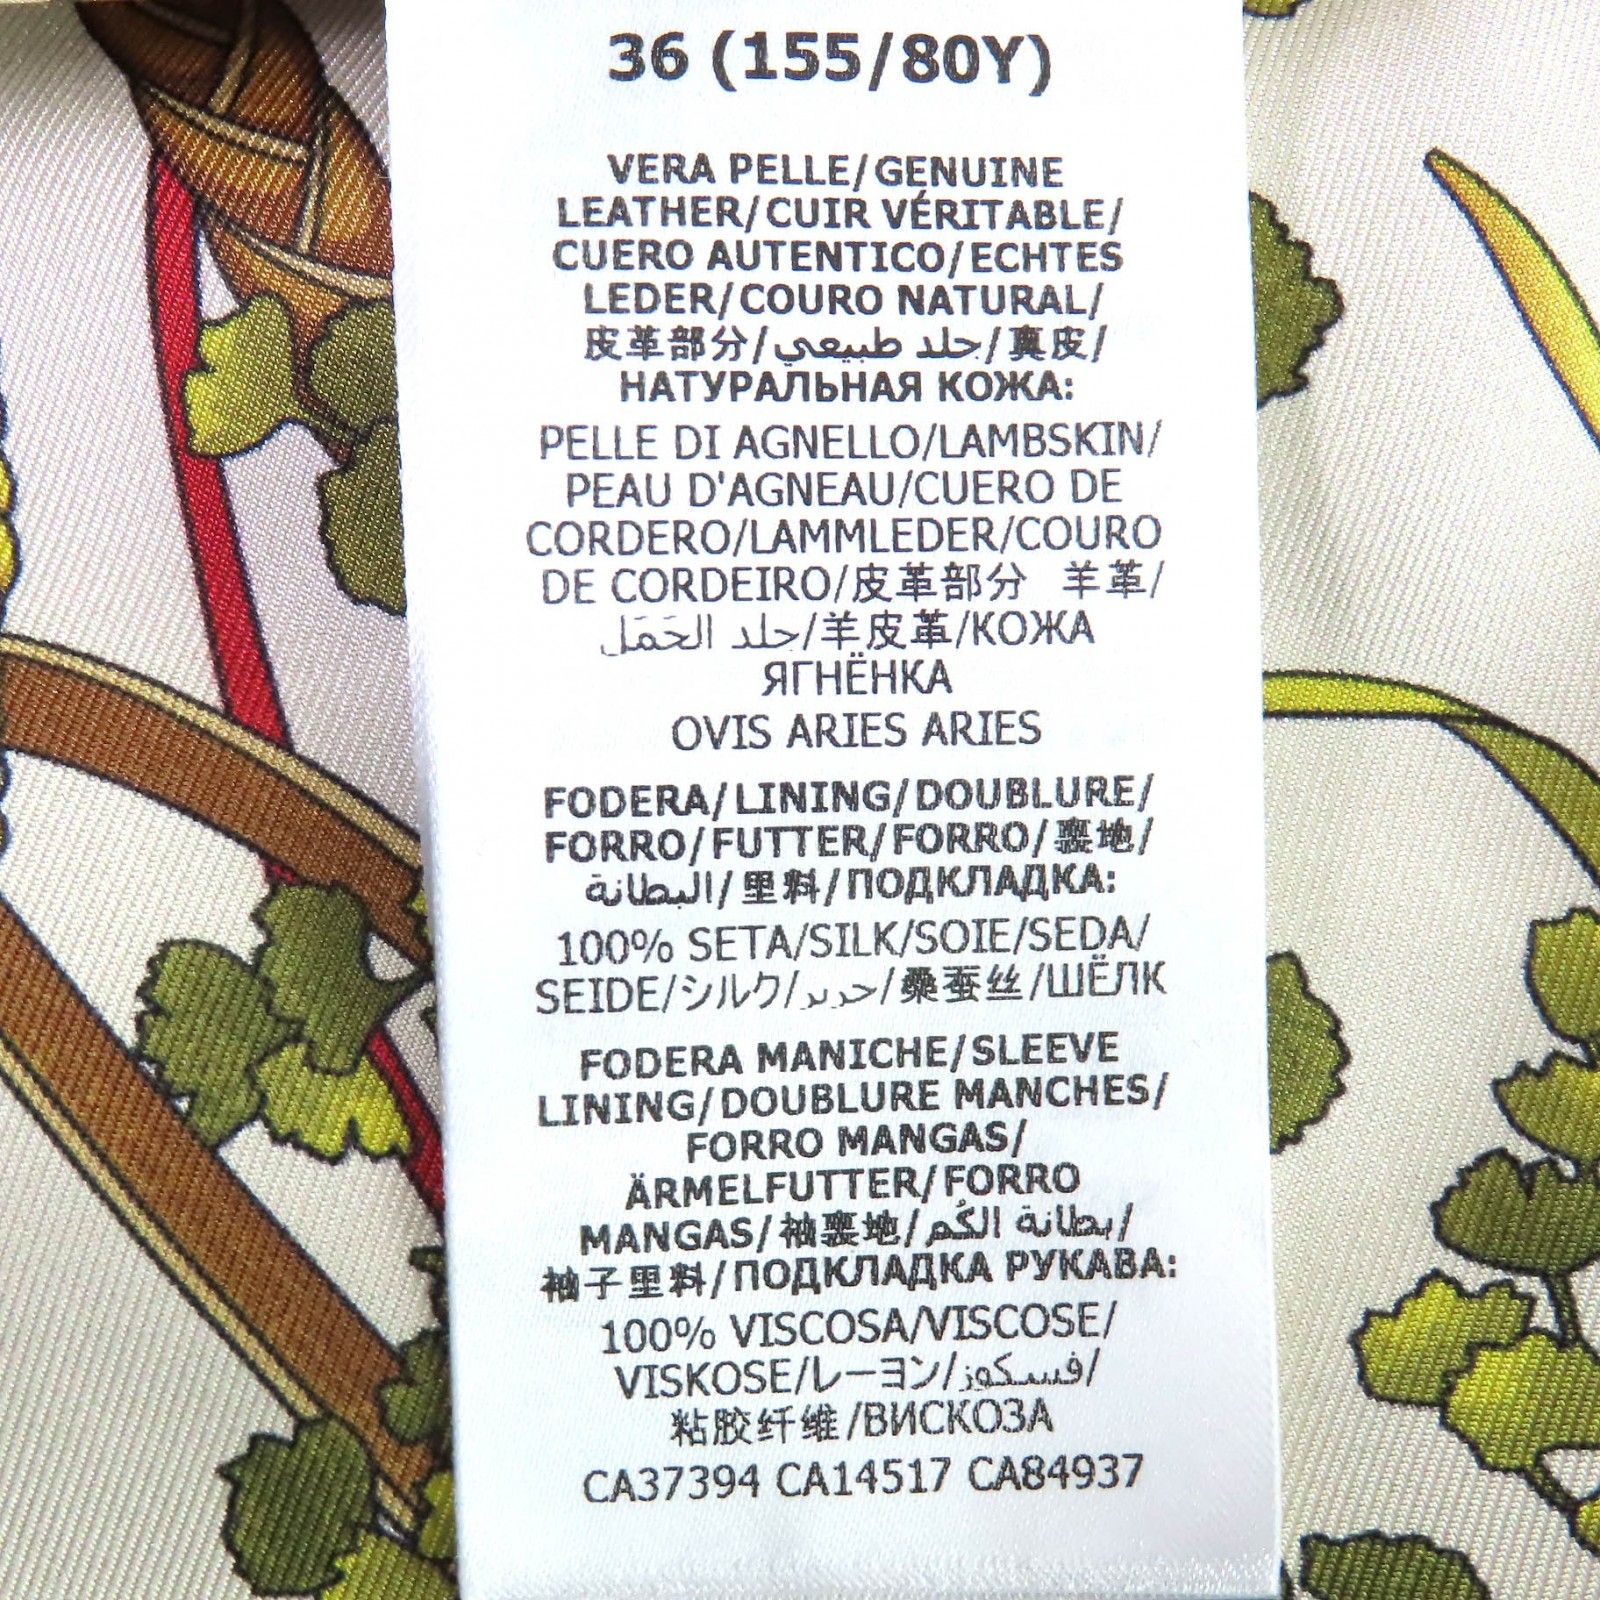 36 (155/80Y)
VERA PELLE/GENUINE
LEATHER/CUIR VÉRITABLE/
CUERO AUTENTICO/ECHTES
LEDER/COURO NATURAL/
皮革部分/جلد طبيعي/真皮/
НАТУРАЛЬНАЯ КОЖА:
PELLE DI AGNELLO/LAMBSKIN/
PEAU D'AGNEAU/CUERO DE
CORDERO/LAMMLEDER/COURO
DE CORDEIRO/皮革部分 羊革/
جلد الحَمَل/羊皮革/КОЖА
ЯГНЁНКА
OVIS ARIES ARIES
FODERA/LINING/DOUBLURE/
FORRO/FUTTER/FORRO/裏地/
البطانة/里料/ПОДКЛАДКА:
100% SETA/SILK/SOIE/SEDA/
SEIDE/シルク/حرير/桑蚕丝/ШЁЛК
FODERA MANICHE/SLEEVE
LINING/DOUBLURE MANCHES/
FORRO MANGAS/
ÄRMELFUTTER/FORRO
MANGAS/袖裏地/بطانة الكُم/
袖子里料/ПОДКЛАДКА РУКАВА:
100% VISCOSA/VISCOSE/
VISKOSE/レーヨン/فسكوز/
粘胶纤维/ВИСКОЗА
CA37394 CA14517 CA84937